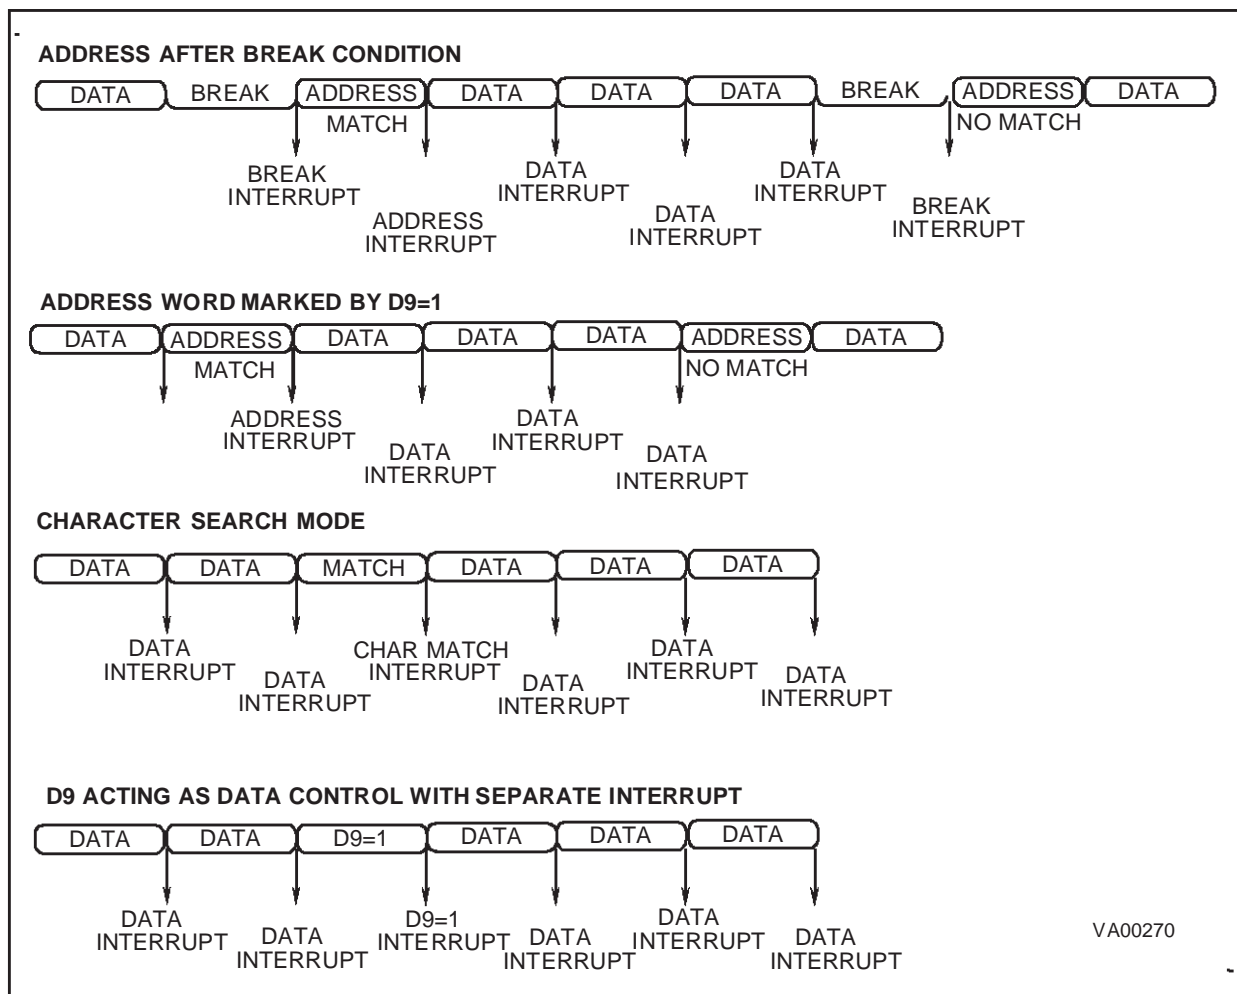 ADDRESS AFTER BREAK CONDITION
DATA BREAK ADDRESS DATA DATA DATA BREAK ADDRESS DATA
MATCH NO MATCH
BREAK INTERRUPT
ADDRESS INTERRUPT
DATA INTERRUPT
DATA INTERRUPT
DATA INTERRUPT
BREAK INTERRUPT
ADDRESS WORD MARKED BY D9=1
DATA ADDRESS DATA DATA DATA ADDRESS DATA
MATCH NO MATCH
ADDRESS INTERRUPT
DATA INTERRUPT
DATA INTERRUPT
DATA INTERRUPT
CHARACTER SEARCH MODE
DATA DATA MATCH DATA DATA DATA
DATA INTERRUPT
DATA INTERRUPT
CHAR MATCH INTERRUPT
DATA INTERRUPT
DATA INTERRUPT
DATA INTERRUPT
D9 ACTING AS DATA CONTROL WITH SEPARATE INTERRUPT
DATA DATA D9=1 DATA DATA DATA
DATA INTERRUPT
DATA INTERRUPT
D9=1 INTERRUPT
DATA INTERRUPT
DATA INTERRUPT
DATA INTERRUPT
VA00270